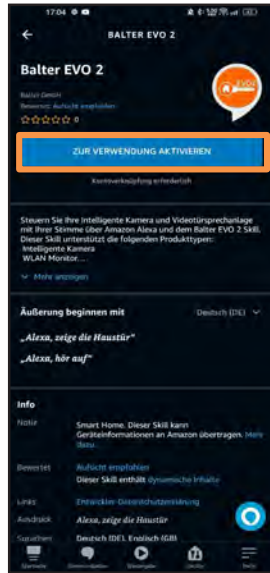 17:04
BALTER EVO 2
Balter EVO 2
EVO2
Balter GmbH
Bewertet: Aufsicht empfohlen
0
ZUR VERWENDUNG AKTIVIEREN
Kontoverknüpfung erforderlich
Steuern Sie Ihre Intelligente Kamera und Videotürsprechanlage
mit Ihrer Stimme über Amazon Alexa und dem Balter EVO 2 Skill.
Dieser Skill unterstützt die folgenden Produkttypen:
Intelligente Kamera
WLAN Monitor...
Mehr anzeigen
Äußerung beginnen mit
Deutsch (DE)
„Alexa, zeige die Haustür“
„Alexa, hör auf“
Info
Notiz
Smart Home. Dieser Skill kann
Geräteinformationen an Amazon übertragen. Mehr
dazu.
Bewertet
Aufsicht empfohlen
Dieser Skill enthält dynamische Inhalte
Links
Entwickler-Datenschutzerklärung
Ausdruck
Alexa, zeige die Haustür
Sprachen
Deutsch (DE), Englisch (GB)
Startseite